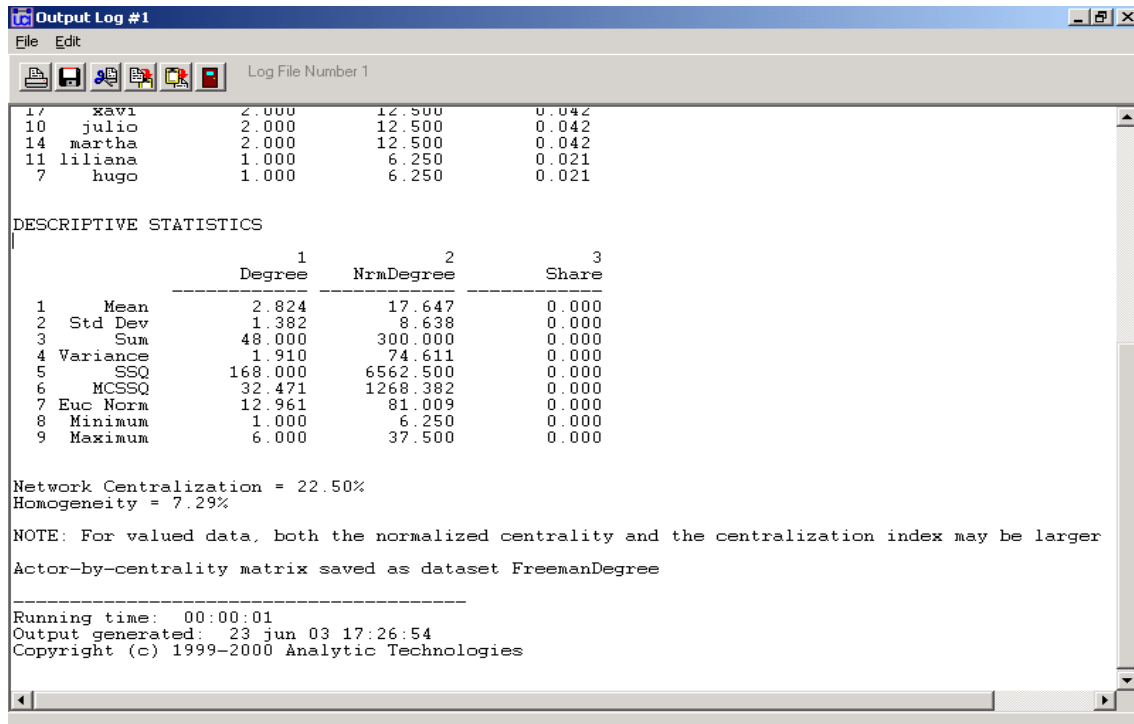 Output Log #1
File Edit
Log File Number 1
17 xavi 2.000 12.500 0.042
10 julio 2.000 12.500 0.042
14 martha 2.000 12.500 0.042
11 liliana 1.000 6.250 0.021
7 hugo 1.000 6.250 0.021
DESCRIPTIVE STATISTICS
1 2 3
Degree NrmDegree Share
1 Mean 2.824 17.647 0.000
2 Std Dev 1.382 8.638 0.000
3 Sum 48.000 300.000 0.000
4 Variance 1.910 74.611 0.000
5 SSQ 168.000 6562.500 0.000
6 MCSSQ 32.471 1268.382 0.000
7 Euc Norm 12.961 81.009 0.000
8 Minimum 1.000 6.250 0.000
9 Maximum 6.000 37.500 0.000
Network Centralization = 22.50%
Homogeneity = 7.29%
NOTE: For valued data, both the normalized centrality and the centralization index may be larger
Actor-by-centrality matrix saved as dataset FreemanDegree
----------------------------------------
Running time: 00:00:01
Output generated: 23 jun 03 17:26:54
Copyright (c) 1999-2000 Analytic Technologies